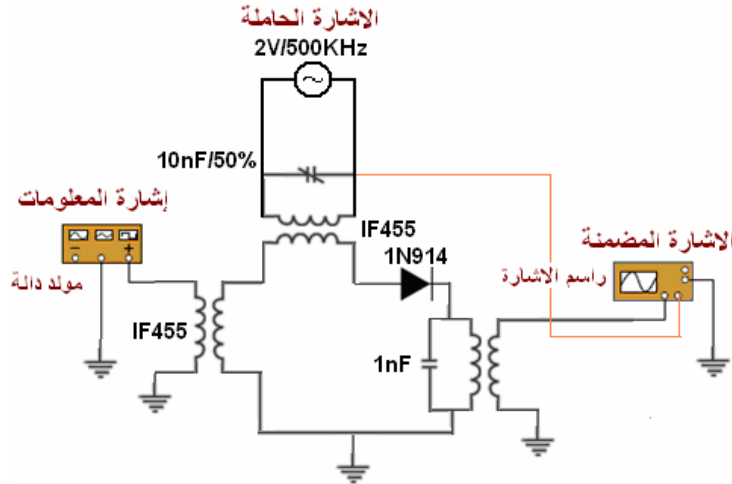 الاشارة الحاملة
2V/500KHz
10nF/50%
إشارة المعلومات
IF455
1N914
الاشارة المضمنة
راسم الاشارة
مولد دالة
IF455
1nF